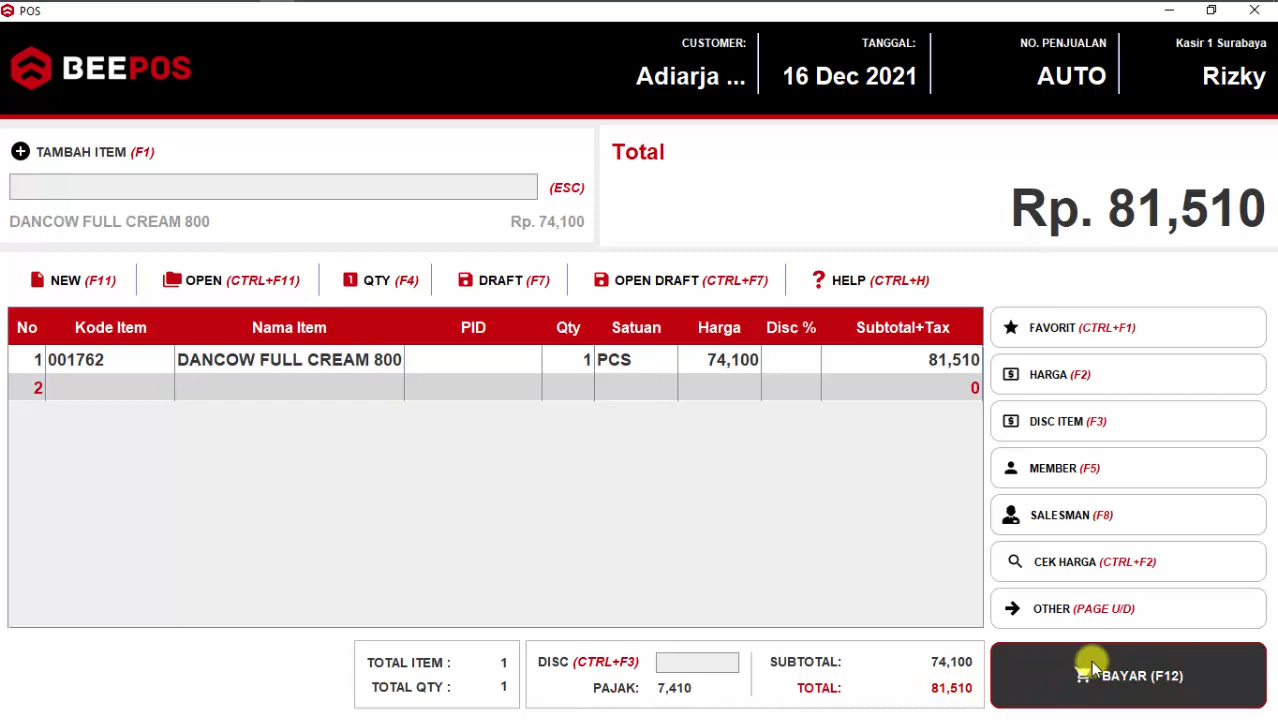 POS
BEEPOS
CUSTOMER:
Adiarja ...
TANGGAL:
16 Dec 2021
NO. PENJUALAN
AUTO
Kasir 1 Surabaya
Rizky
TAMBAH ITEM (F1)
(ESC)
DANCOW FULL CREAM 800 Rp. 74,100
Total
Rp. 81,510
NEW (F11) OPEN (CTRL+F11) QTY (F4) DRAFT (F7) OPEN DRAFT (CTRL+F7) HELP (CTRL+H)
No Kode Item Nama Item PID Qty Satuan Harga Disc % Subtotal+Tax
1 001762 DANCOW FULL CREAM 800 1 PCS 74,100 81,510
2 0
FAVORIT (CTRL+F1)
HARGA (F2)
DISC ITEM (F3)
MEMBER (F5)
SALESMAN (F8)
CEK HARGA (CTRL+F2)
OTHER (PAGE U/D)
TOTAL ITEM : 1
TOTAL QTY : 1
DISC (CTRL+F3)
PAJAK: 7,410
SUBTOTAL: 74,100
TOTAL: 81,510
BAYAR (F12)